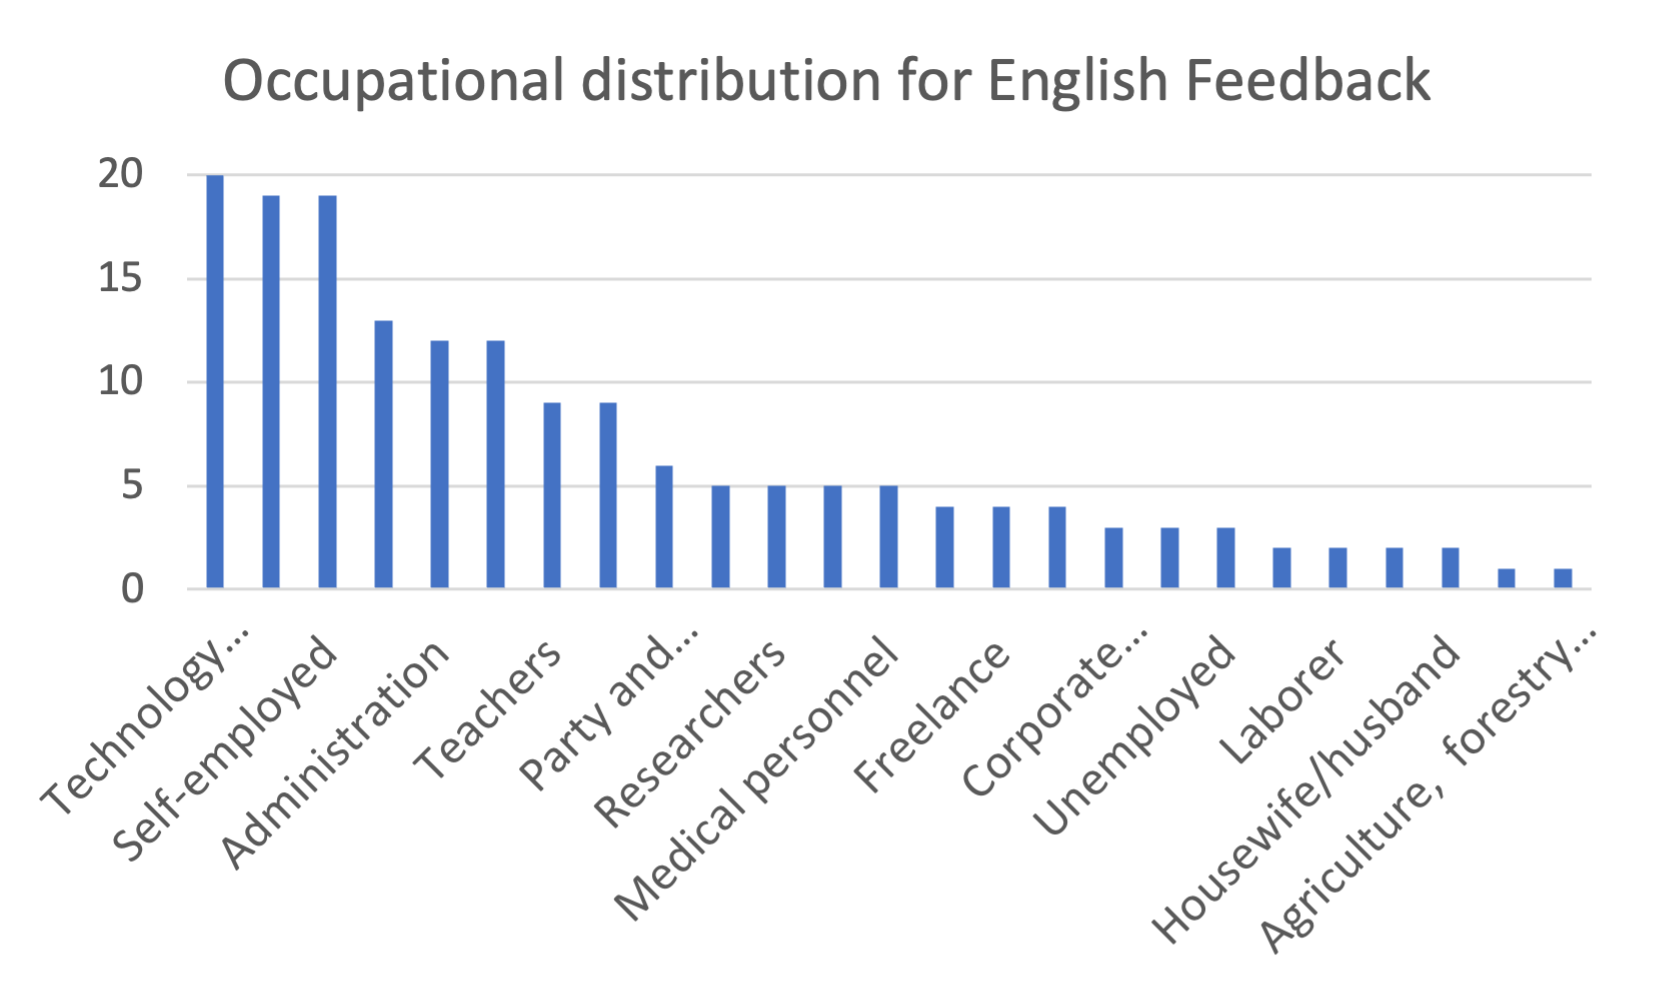 Occupational distribution for English Feedback
20
15
10
5
0
Technology...
Self-employed
Administration
Teachers
Party and...
Researchers
Medical personnel
Freelance
Corporate...
Unemployed
Laborer
Housewife/husband
Agriculture, forestry...